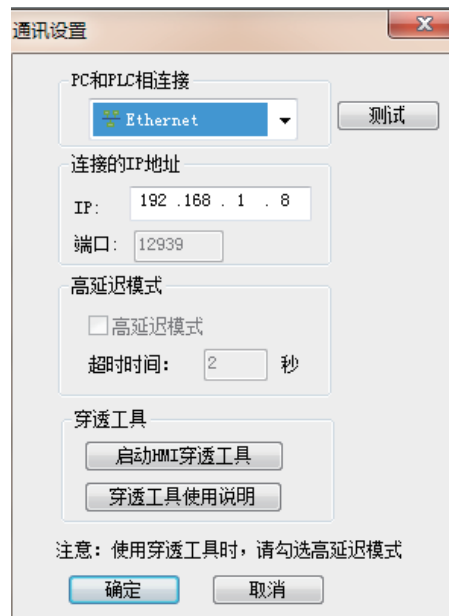 通讯设置
PC和PLC相连接
Ethernet
测试
连接的IP地址
IP: 192 .168 . 1 . 8
端口: 12939
高延迟模式
高延迟模式
超时时间: 2 秒
穿透工具
启动HMI穿透工具
穿透工具使用说明
注意: 使用穿透工具时, 请勾选高延迟模式
确定 取消